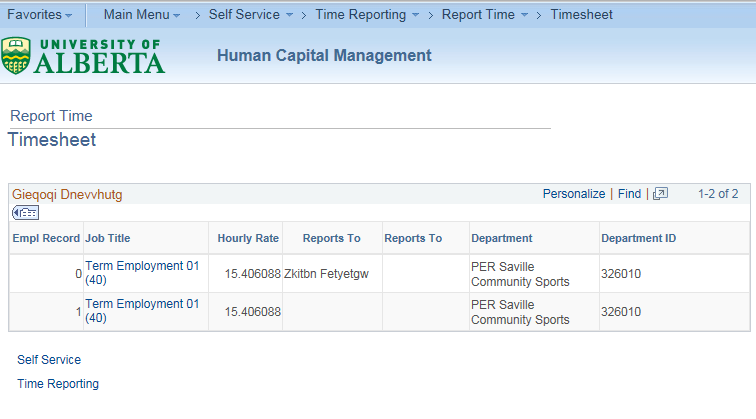 Favorites Main Menu > Self Service > Time Reporting > Report Time > Timesheet
UNIVERSITY OF
ALBERTA
Human Capital Management
Report Time
Timesheet
Gieqoqi Dnevvhutg Personalize | Find | 1-2 of 2
Empl Record Job Title Hourly Rate Reports To Reports To Department Department ID
0 Term Employment 01 (40) 15.406088 Zkitbn Fetyetgw PER Saville Community Sports 326010
1 Term Employment 01 (40) 15.406088 PER Saville Community Sports 326010
Self Service
Time Reporting